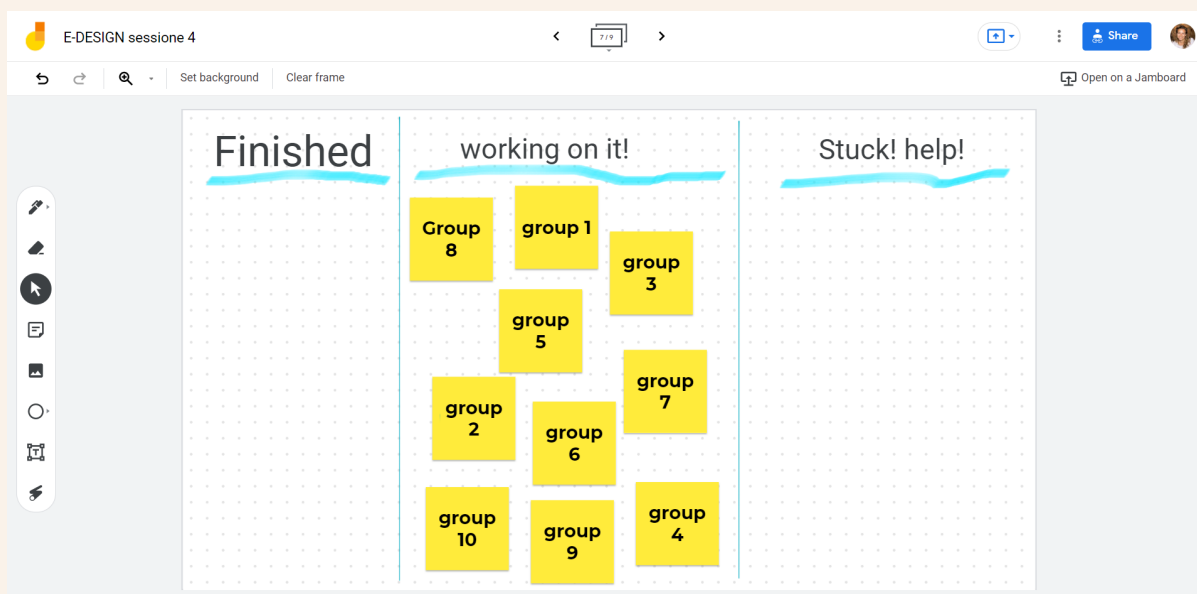 E-DESIGN sessione 4
7 / 9
Share
Set background
Clear frame
Open on a Jamboard
Finished
working on it!
Stuck! help!
Group
8
group 1
group
3
group
5
group
7
group
2
group
6
group
10
group
9
group
4